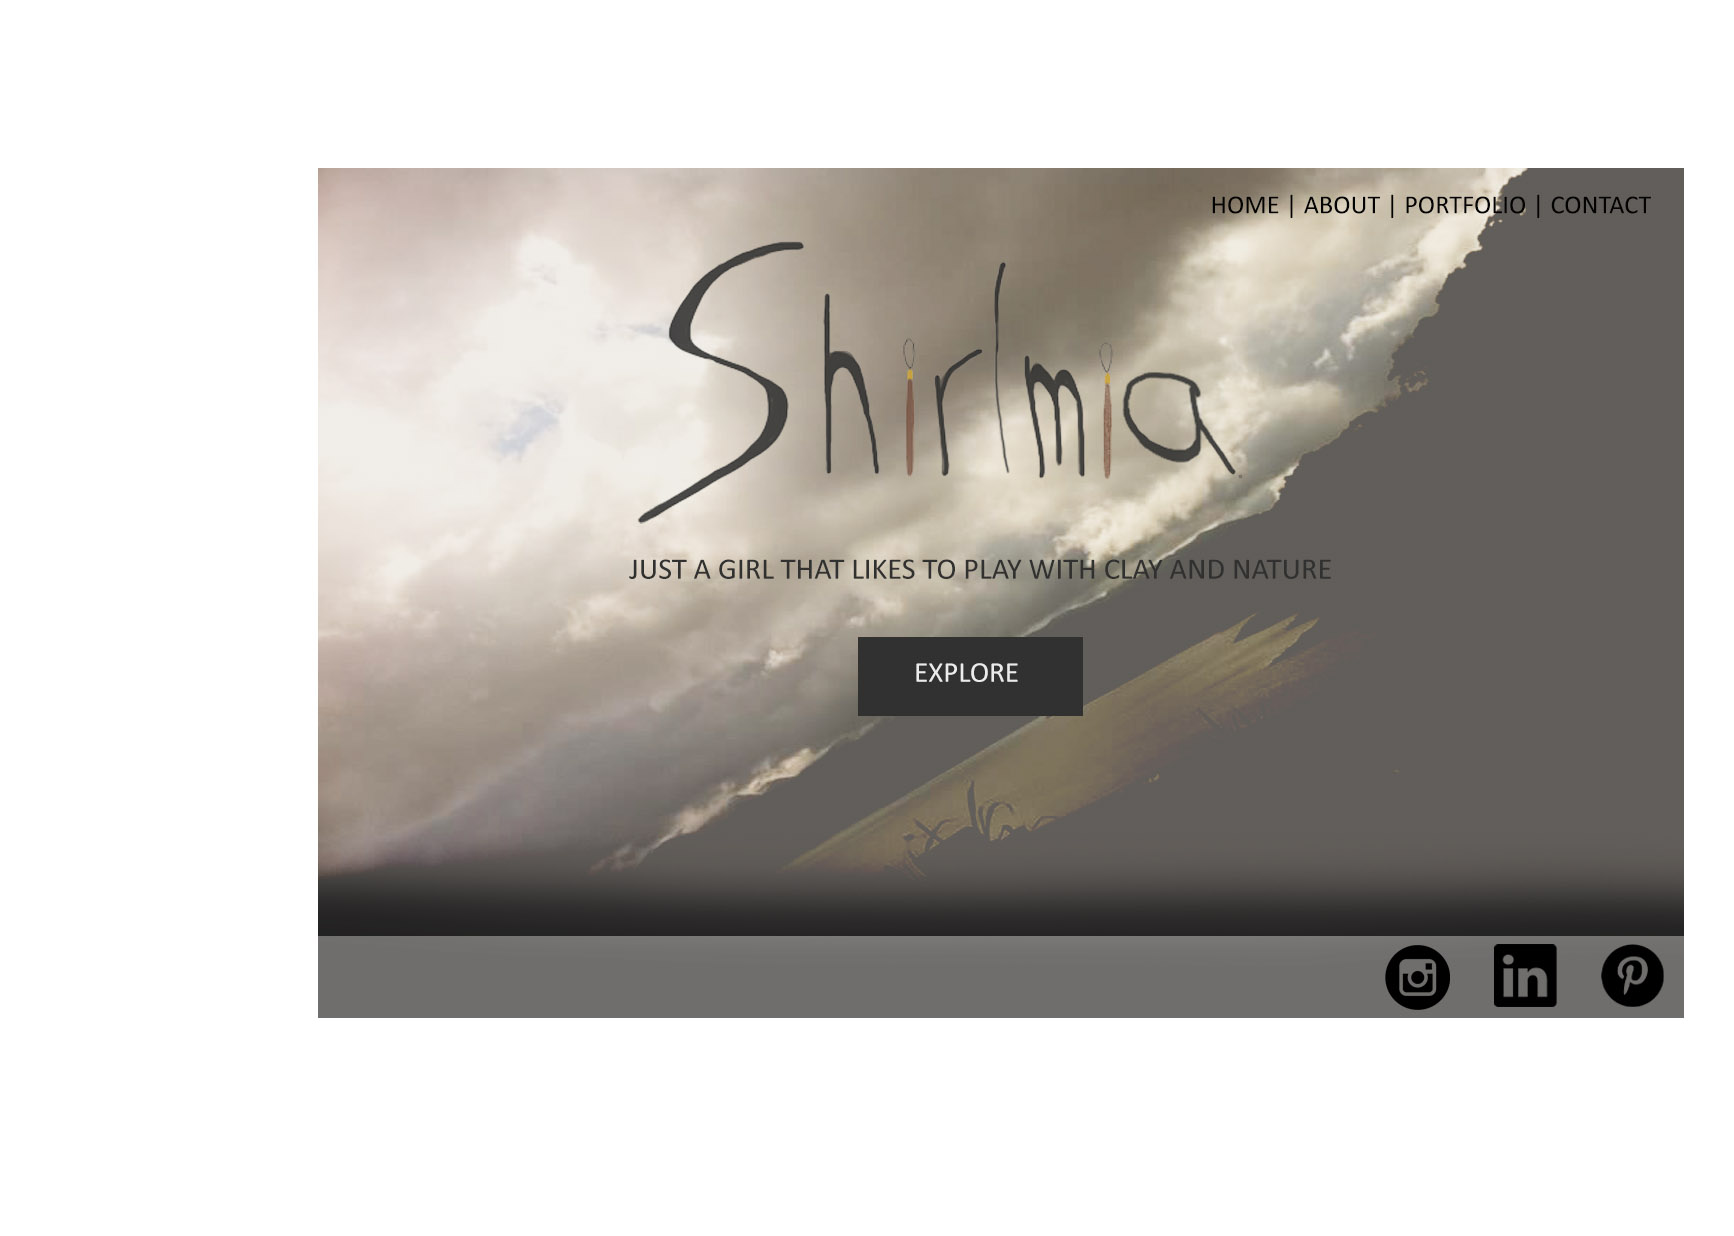 HOME | ABOUT | PORTFOLIO | CONTACT
Shirlmia
JUST A GIRL THAT LIKES TO PLAY WITH CLAY AND NATURE
EXPLORE
in